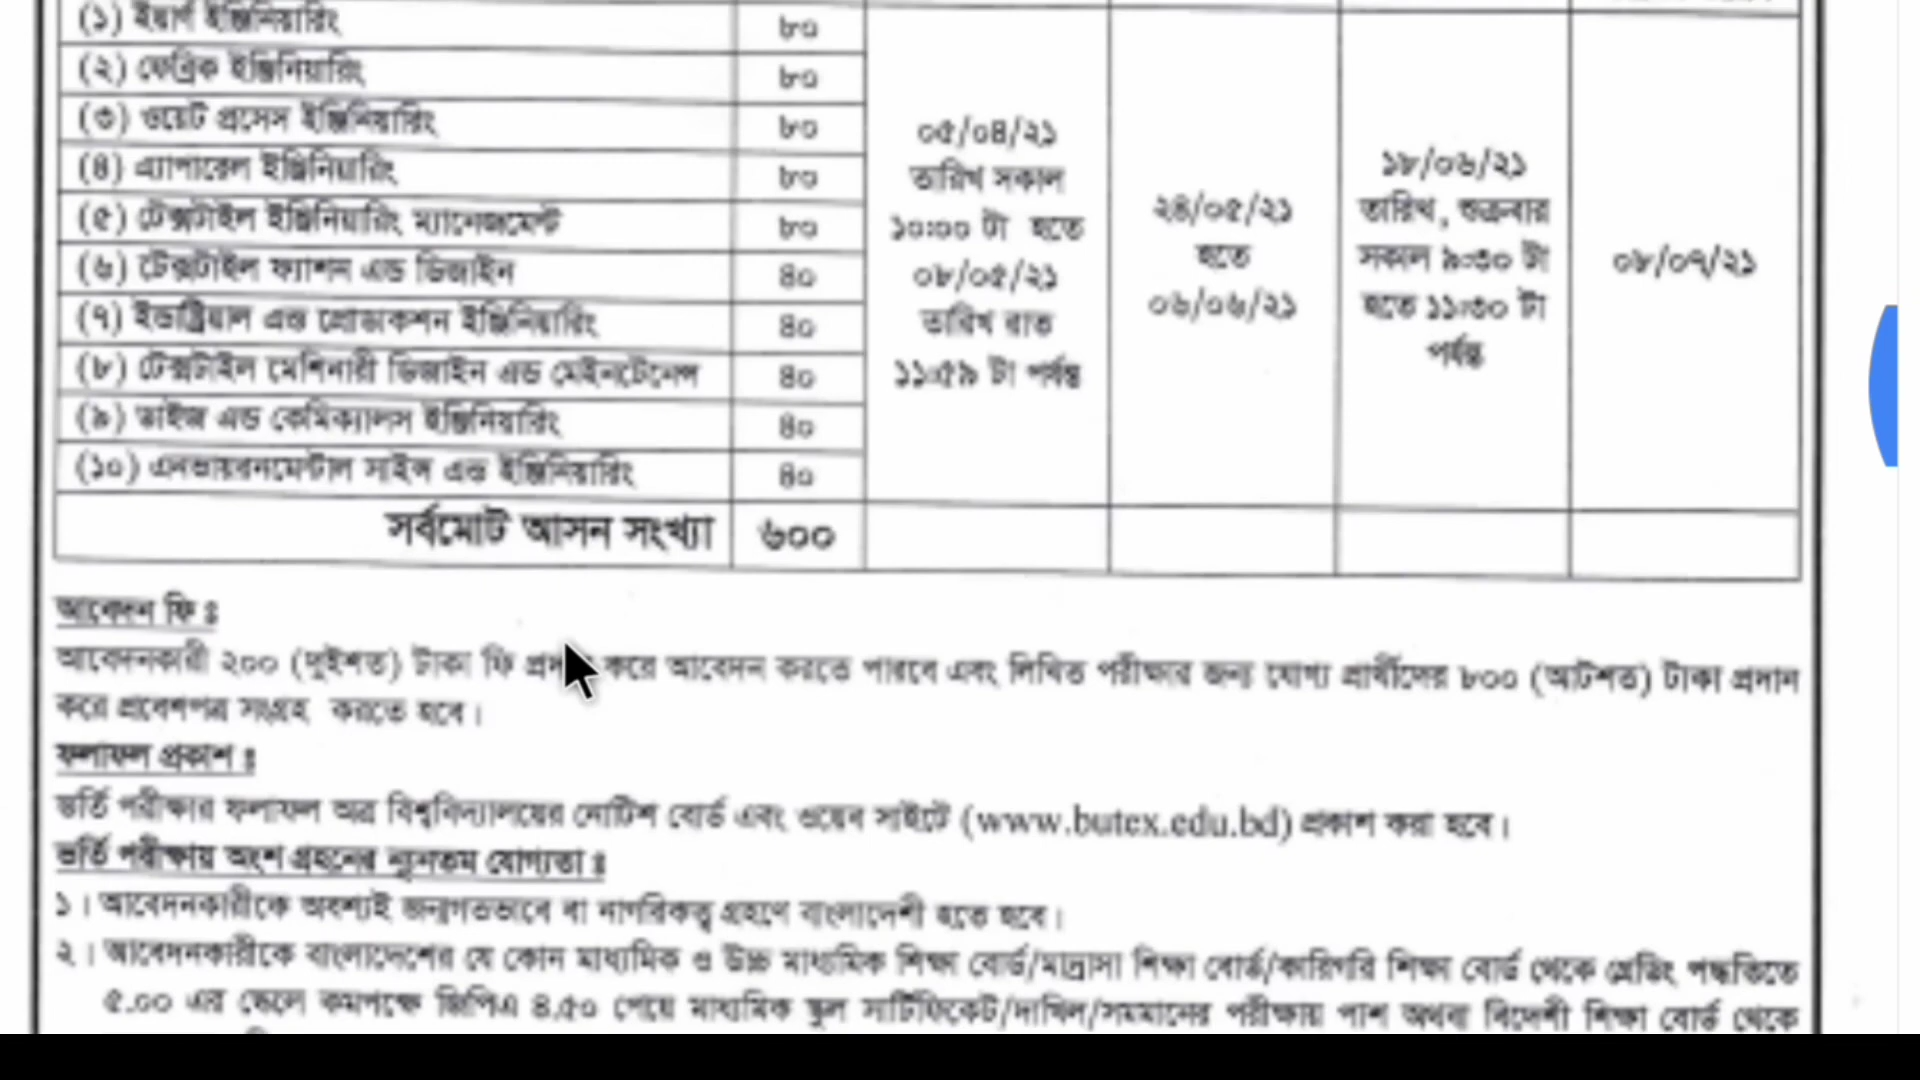 (১) ইয়ার্ণ ইঞ্জিনিয়ারিং ৮০
(২) ফেব্রিক ইঞ্জিনিয়ারিং ৮০
(৩) ওয়েট প্রসেস ইঞ্জিনিয়ারিং ৮০
(৪) এ্যাপারেল ইঞ্জিনিয়ারিং ৮০
(৫) টেক্সটাইল ইঞ্জিনিয়ারিং ম্যানেজমেন্ট ৮০
(৬) টেক্সটাইল ফ্যাশন এন্ড ডিজাইন ৪০
(৭) ইন্ডাষ্ট্রিয়াল এন্ড প্রোডাকশন ইঞ্জিনিয়ারিং ৪০
(৮) টেক্সটাইল মেশিনারী ডিজাইন এন্ড মেইনটেনেন্স ৪০
(৯) ডাইজ এন্ড কেমিক্যালস ইঞ্জিনিয়ারিং ৪০
(১০) এনভায়রনমেন্টাল সাইন্স এন্ড ইঞ্জিনিয়ারিং ৪০
০৫/০৪/২১
তারিখ সকাল
১০:০০ টা হতে
০৮/০৫/২১
তারিখ রাত
১১:৫৯ টা পর্যন্ত
২৪/০৫/২১
হতে
০৬/০৬/২১
১৮/০৬/২১
তারিখ, শুক্রবার
সকাল ৯:৩০ টা
হতে ১১:৩০ টা
পর্যন্ত
০৮/০৭/২১
সর্বমোট আসন সংখ্যা ৬০০
আবেদন ফি ঃ
আবেদনকারী ২০০ (দুইশত) টাকা ফি করে আবেদন করতে পারবে এবং লিখিত পরীক্ষার জন্য যোগ্য প্রার্থীদের ৮০০ (আটশত) টাকা প্রদান
করে প্রবেশপত্র সংগ্রহ করতে হবে।
ফলাফল প্রকাশ ঃ
ভর্তি পরীক্ষার ফলাফল অত্র বিশ্ববিদ্যালয়ের নোটিশ বোর্ড এবং ওয়েব সাইটে (www.butex.edu.bd) প্রকাশ করা হবে।
ভর্তি পরীক্ষায় অংশ গ্রহনের ন্যূনতম যোগ্যতা ঃ
১। আবেদনকারীকে অবশ্যই জন্মগতভাবে বা নাগরিকত্ব গ্রহণে বাংলাদেশী হতে হবে।
২। আবেদনকারীকে বাংলাদেশের যে কোন মাধ্যমিক ও উচ্চ মাধ্যমিক শিক্ষা বোর্ড/মাদ্রাসা শিক্ষা বোর্ড/কারিগরি শিক্ষা বোর্ড থেকে গ্রেডিং পদ্ধতিতে
৫.০০ এর স্কেলে কমপক্ষে জিপিএ ৪.৫০ পেয়ে মাধ্যমিক স্কুল সার্টিফিকেট/দাখিল/সমমানের পরীক্ষায় পাশ অথবা বিদেশী শিক্ষা বোর্ড থেকে